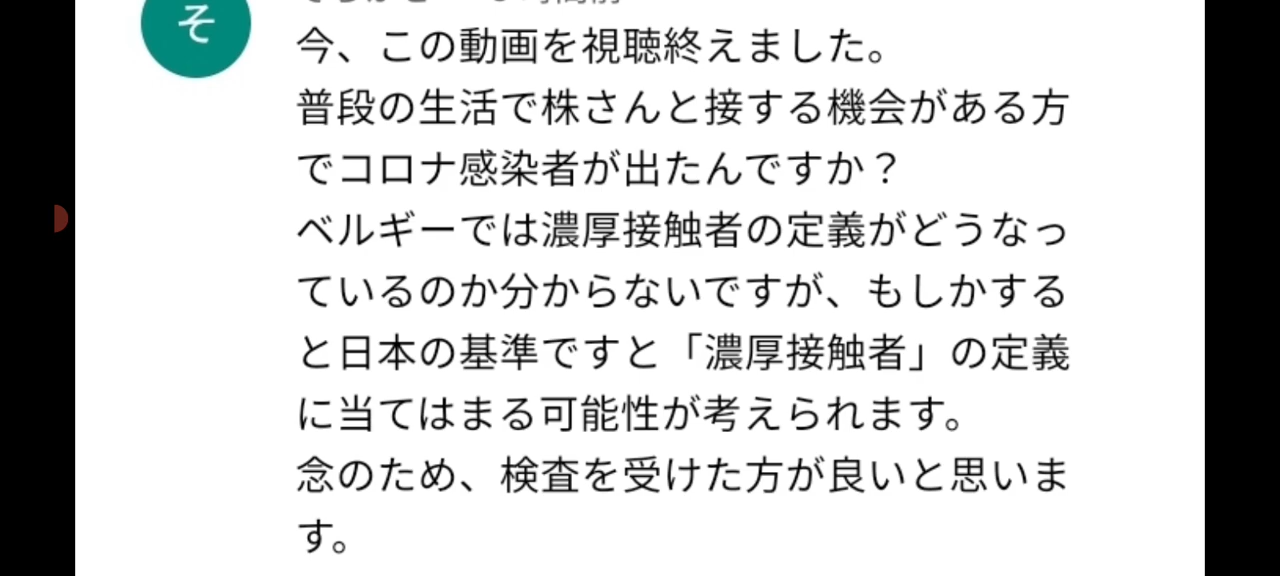 そ
今、この動画を視聴終えました。
普段の生活で株さんと接する機会がある方
でコロナ感染者が出たんですか？
ベルギーでは濃厚接触者の定義がどうなっ
ているのか分からないですが、もしかする
と日本の基準ですと「濃厚接触者」の定義
に当てはまる可能性が考えられます。
念のため、検査を受けた方が良いと思いま
す。